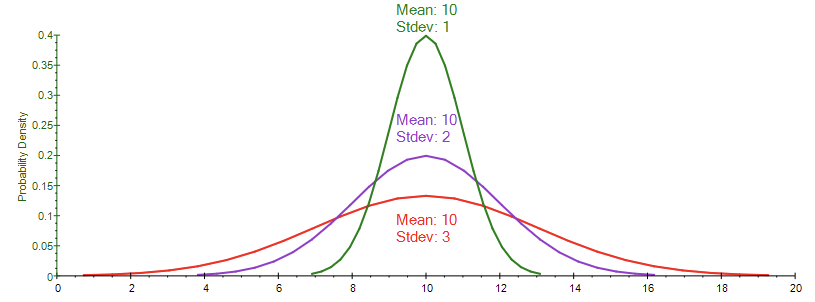 Mean: 10
Stdev: 1
0.4
0.35
0.3
0.25
0.2
0.15
0.1
0.05
0
Probability Density
Mean: 10
Stdev: 2
Mean: 10
Stdev: 3
0 2 4 6 8 10 12 14 16 18 20